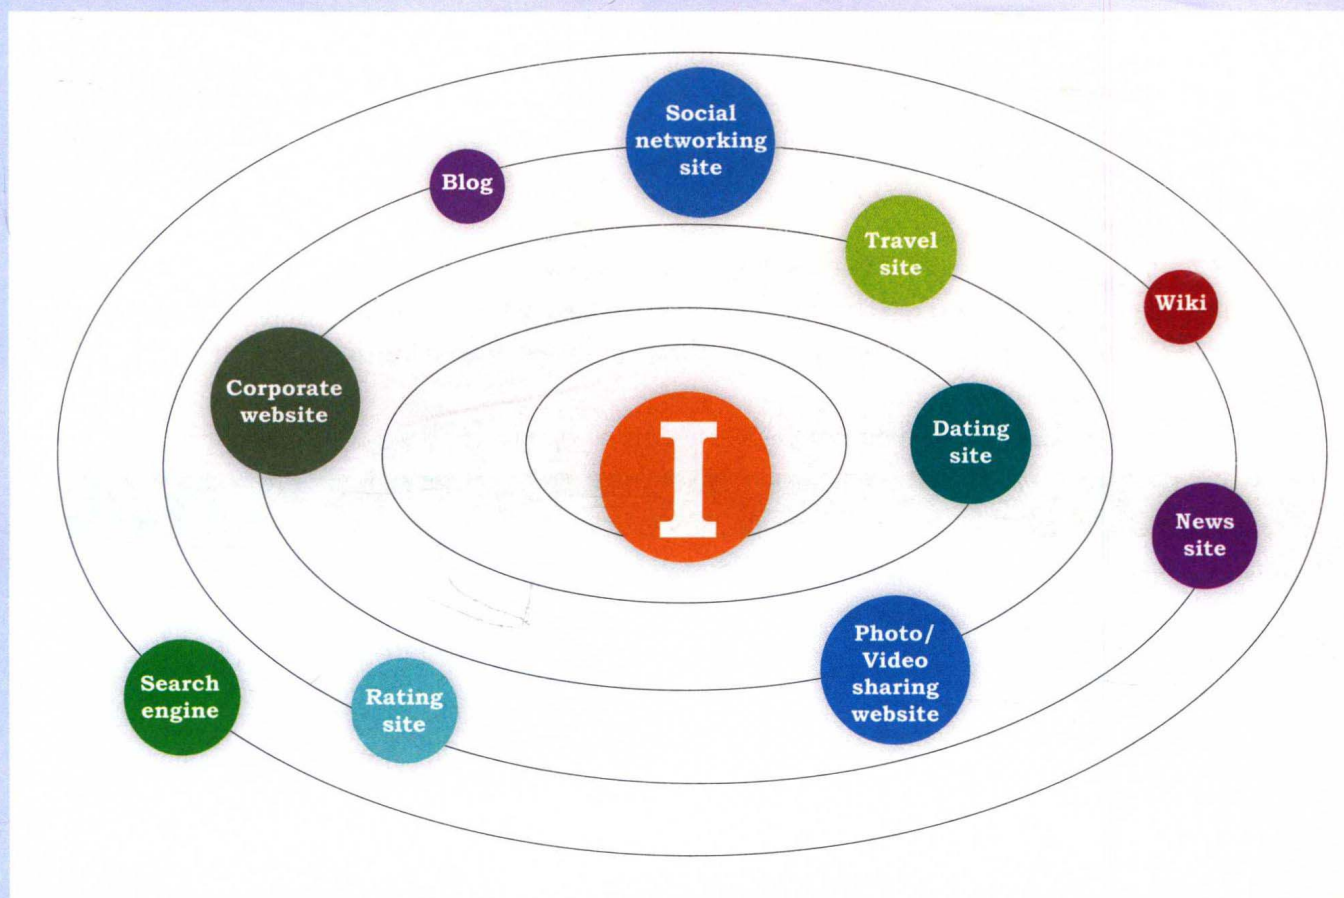 Social
networking
site
Blog
Travel
site
Wiki
Corporate
website
I
Dating
site
News
site
Photo/
Video
sharing
website
Search
engine
Rating
site